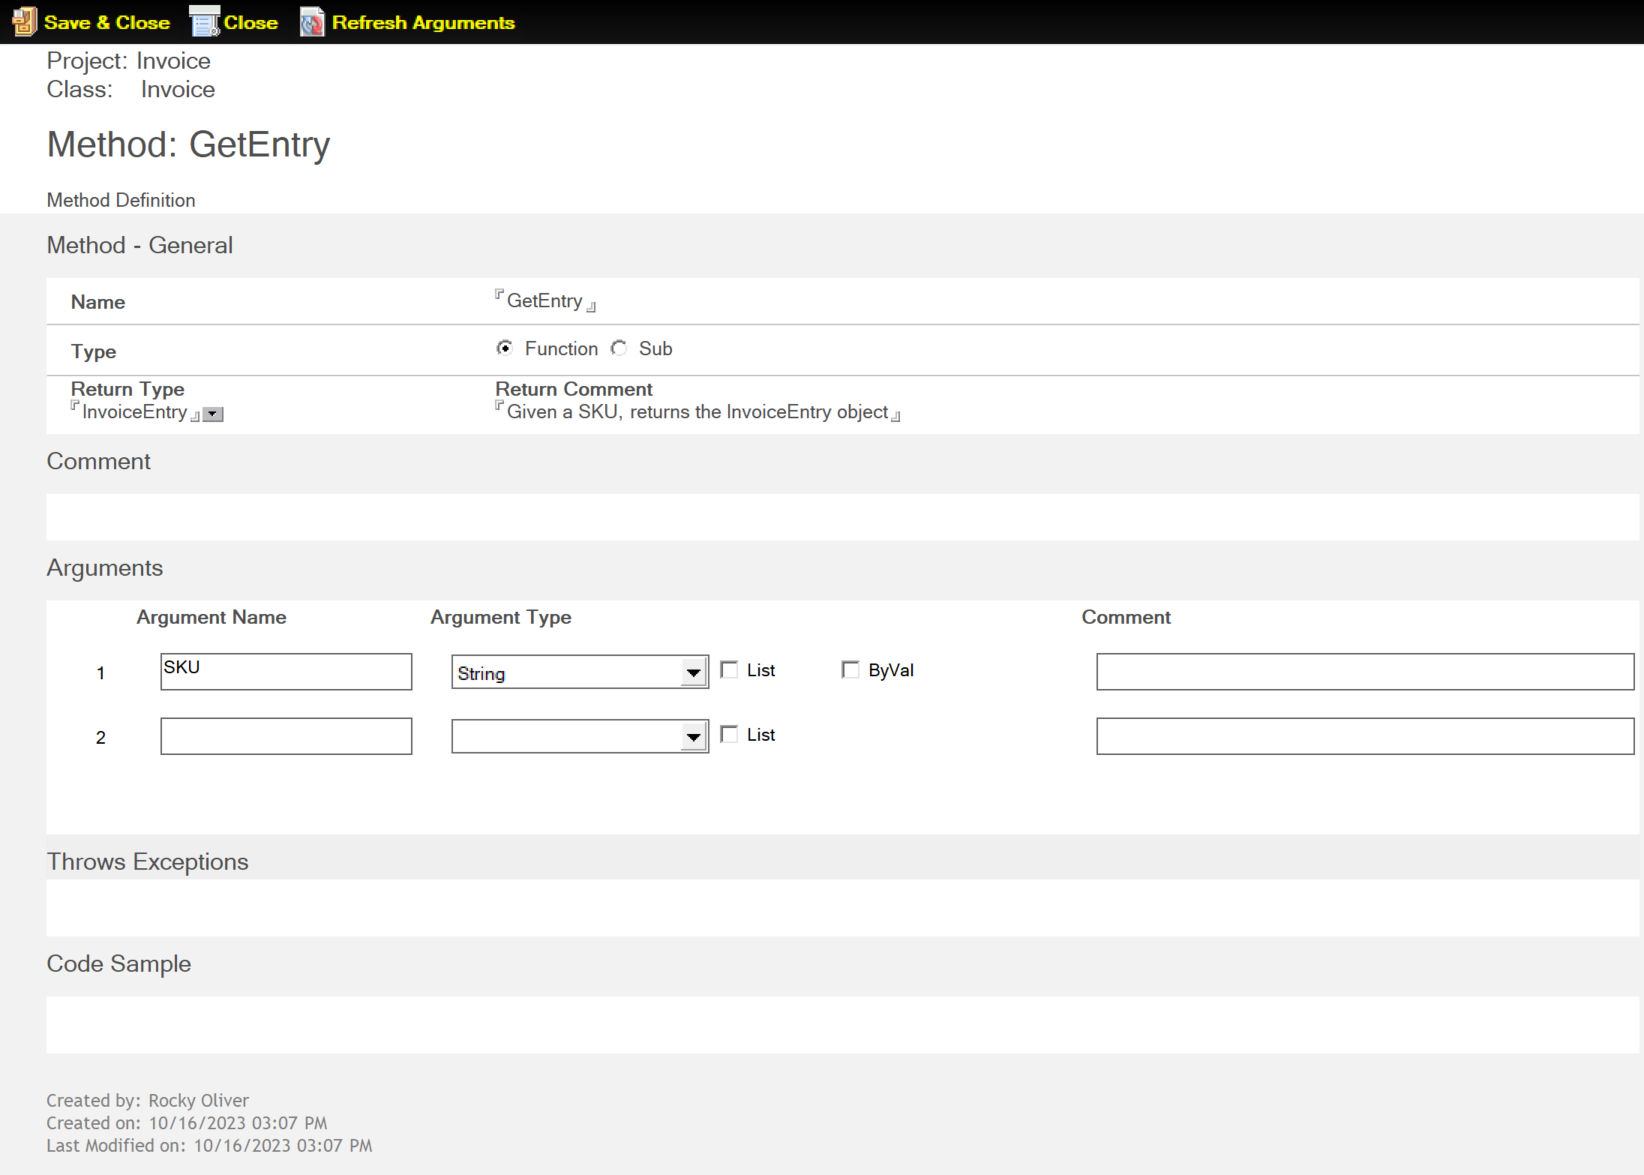 Save & Close Close Refresh Arguments
Project: Invoice
Class: Invoice
Method: GetEntry
Method Definition
Method - General
Name GetEntry
Type Function Sub
Return Type Return Comment
InvoiceEntry Given a SKU, returns the InvoiceEntry object
Comment
Arguments
Argument Name Argument Type Comment
1 SKU String List ByVal
2 List
Throws Exceptions
Code Sample
Created by: Rocky Oliver
Created on: 10/16/2023 03:07 PM
Last Modified on: 10/16/2023 03:07 PM